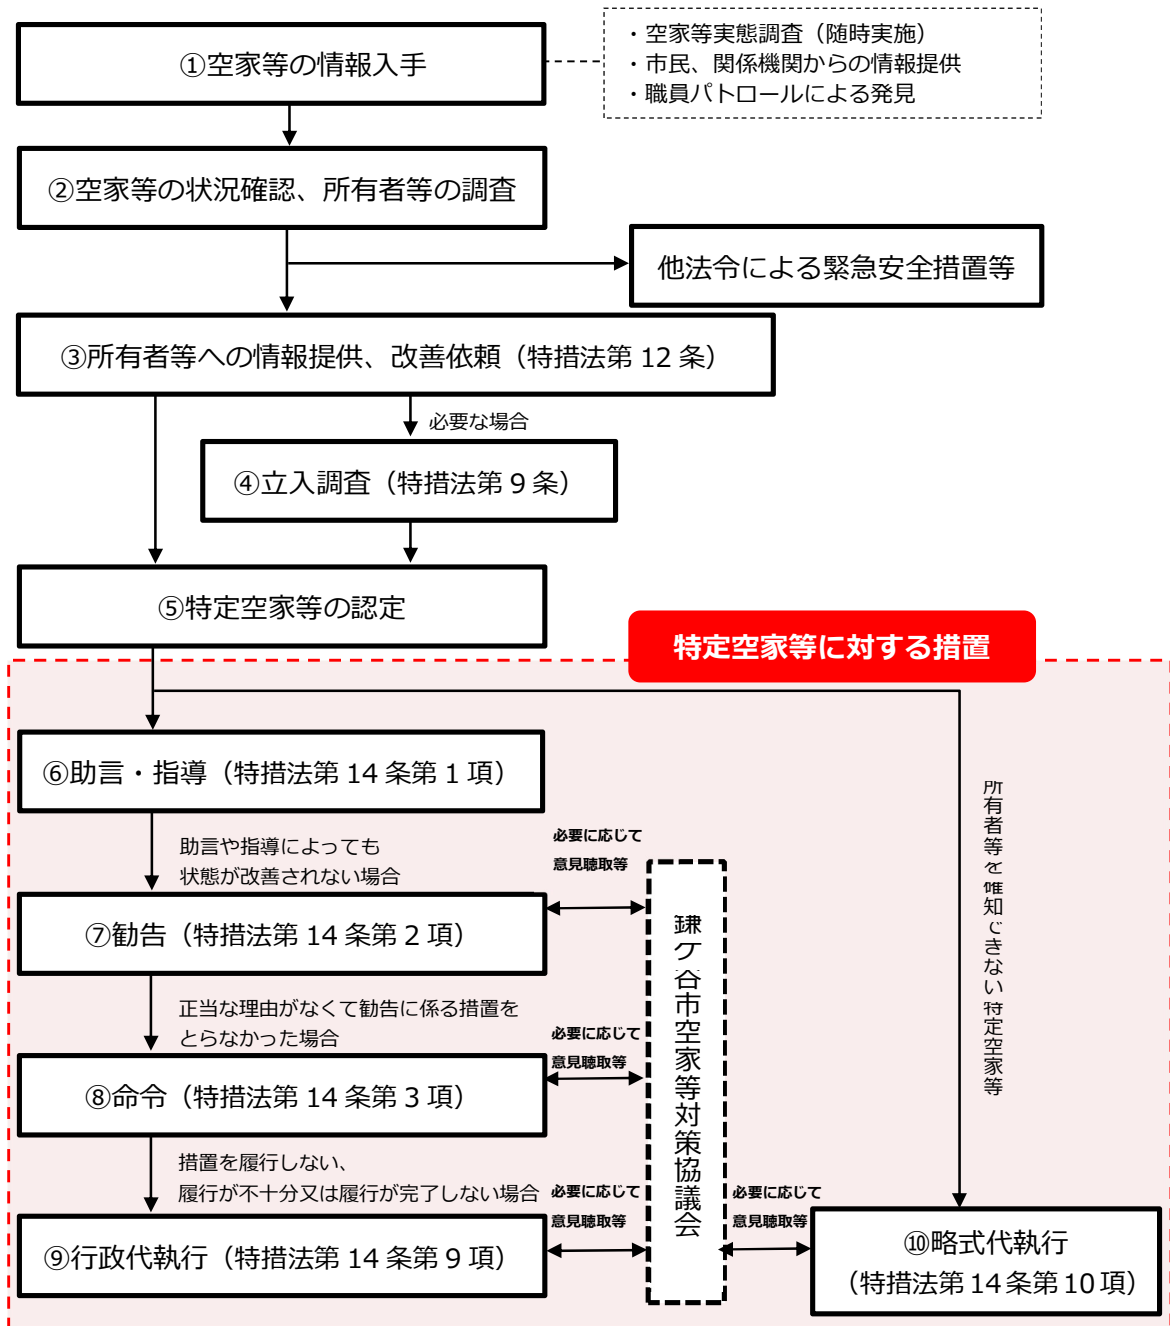 ①空家等の情報入手
・空家等実態調査（随時実施）
・市民、関係機関からの情報提供
・職員パトロールによる発見
②空家等の状況確認、所有者等の調査
他法令による緊急安全措置等
③所有者等への情報提供、改善依頼（特措法第 12 条）
必要な場合
④立入調査（特措法第 9 条）
⑤特定空家等の認定
特定空家等に対する措置
⑥助言・指導（特措法第 14 条第 1 項）
所有者等を確知できない特定空家等
助言や指導によっても
状態が改善されない場合
必要に応じて
意見聴取等
鎌ケ谷市空家等対策協議会
⑦勧告（特措法第 14 条第 2 項）
正当な理由がなくて勧告に係る措置を
とらなかった場合
必要に応じて
意見聴取等
⑧命令（特措法第 14 条第 3 項）
措置を履行しない、
履行が不十分又は履行が完了しない場合
必要に応じて
意見聴取等
必要に応じて
意見聴取等
⑨行政代執行（特措法第 14 条第 9 項）
⑩略式代執行
（特措法第 14 条第 10 項）